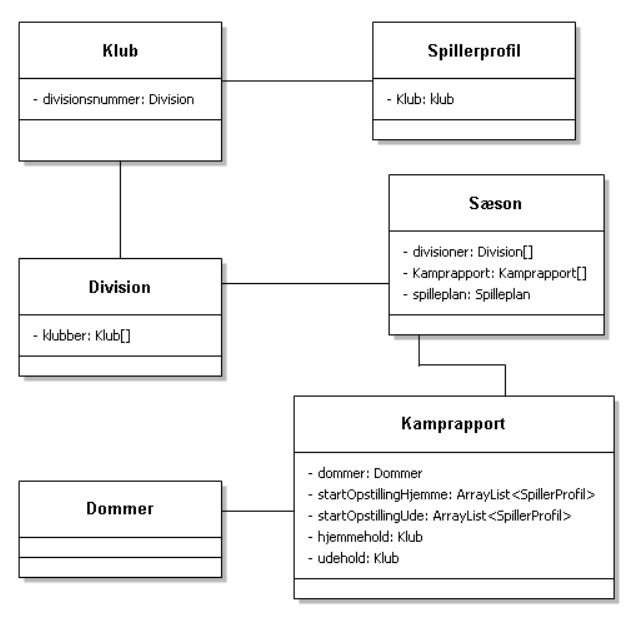 Klub
- divisionsnummer: Division
Spillerprofil
- Klub: klub
Sæson
- divisioner: Division[]
- Kamprapport: Kamprapport[]
- spilleplan: Spilleplan
Division
- klubber: Klub[]
Kamprapport
- dommer: Dommer
- startOpstillingHjemme: ArrayList<SpillerProfil>
- startOpstillingUde: ArrayList<SpillerProfil>
- hjemmehold: Klub
- udehold: Klub
Dommer